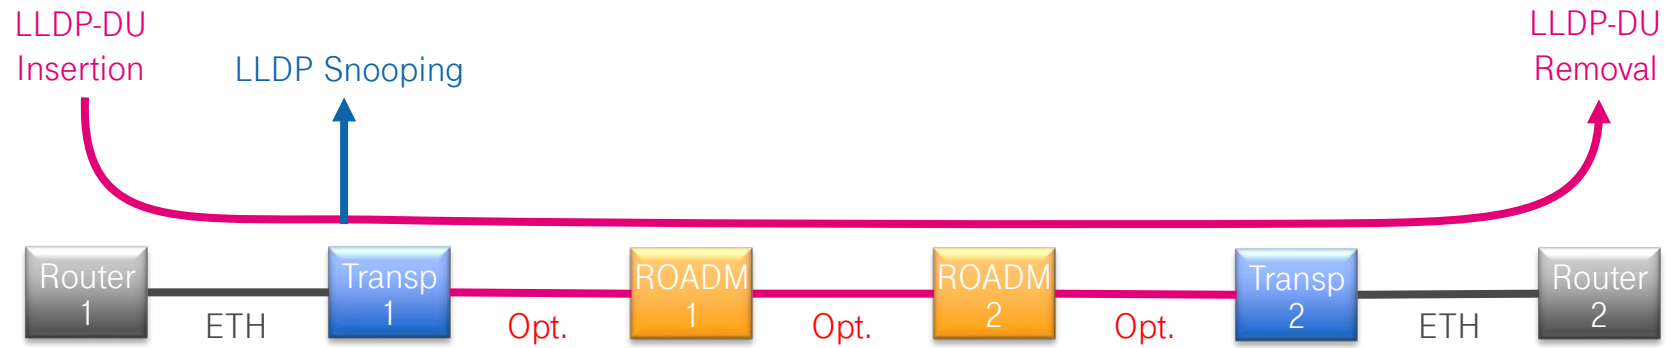 LLDP-DU
Insertion
LLDP Snooping
LLDP-DU
Removal
Router
1
ETH
Transp
1
Opt.
ROADM
1
Opt.
ROADM
2
Opt.
Transp
2
ETH
Router
2